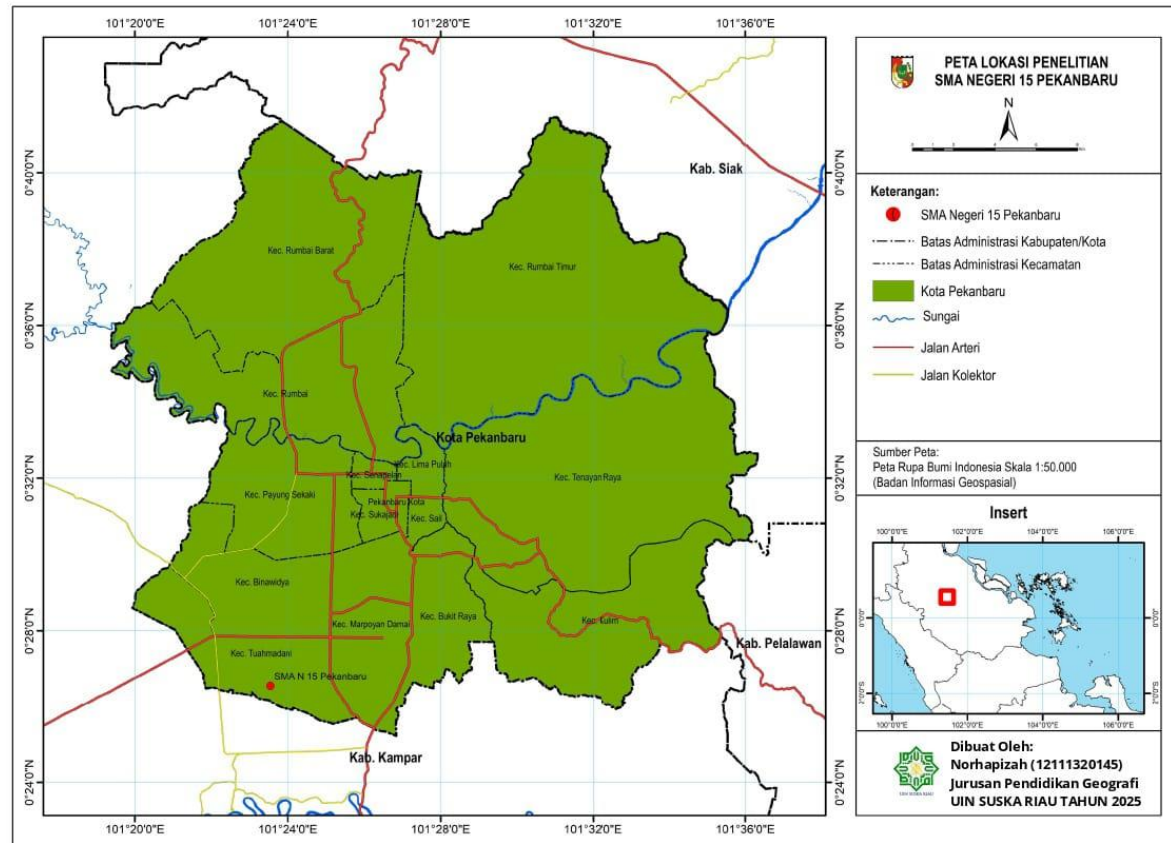 101°20'0"E 101°24'0"E 101°28'0"E 101°32'0"E 101°36'0"E
0°40'0"N 0°40'0"N
0°36'0"N 0°36'0"N
0°32'0"N 0°32'0"N
0°28'0"N 0°28'0"N
0°24'0"N 0°24'0"N
Kab. Siak
Kec. Rumbai Barat
Kec. Rumbai Timur
Kec. Rumbai
Kota Pekanbaru
Kec. Lima Puluh
Kec. Senapelan
Kec. Tenayan Raya
Kec. Payung Sekaki
Pekanbaru Kota
Kec. Sukajadi
Kec. Sail
Kec. Binawidya
Kec. Bukit Raya
Kec. Kulim
Kec. Marpoyan Damai
Kab. Pelalawan
Kec. Tuahmadani
SMA N 15 Pekanbaru
Kab. Kampar
101°20'0"E 101°24'0"E 101°28'0"E 101°32'0"E 101°36'0"E
PETA LOKASI PENELITIAN
SMA NEGERI 15 PEKANBARU
N
Keterangan:
SMA Negeri 15 Pekanbaru
Batas Administrasi Kabupaten/Kota
Batas Administrasi Kecamatan
Kota Pekanbaru
Sungai
Jalan Arteri
Jalan Kolektor
Sumber Peta:
Peta Rupa Bumi Indonesia Skala 1:50.000
(Badan Informasi Geospasial)
Insert
100°0'0"E 102°0'0"E 104°0'0"E 106°0'0"E
0°0'0"N 0°0'0"N
100°0'0"E 102°0'0"E 104°0'0"E 106°0'0"E
UIN SUSKA RIAU
Dibuat Oleh:
Norhapizah (12111320145)
Jurusan Pendidikan Geografi
UIN SUSKA RIAU TAHUN 2025